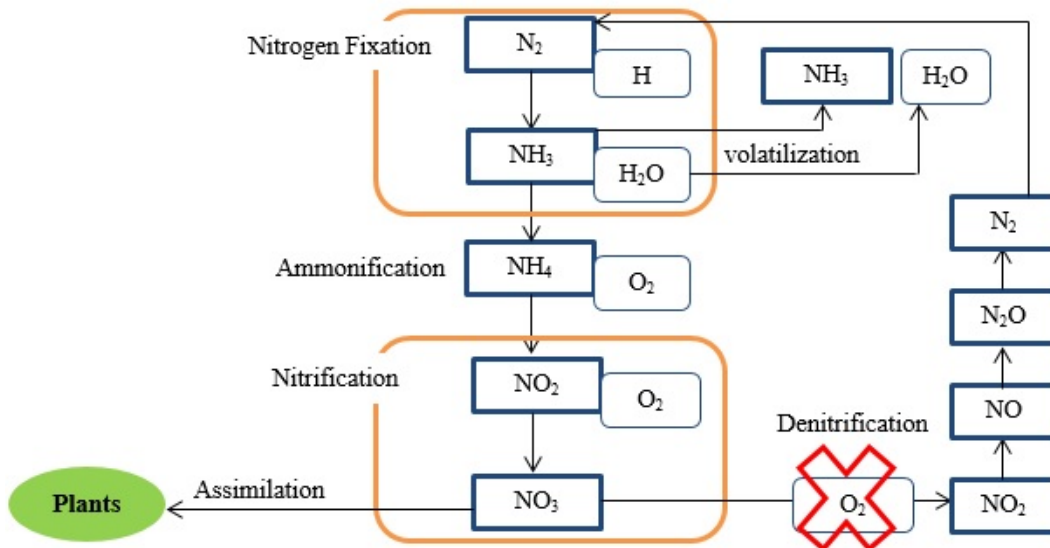 N₂
Nitrogen Fixation
H
NH₃
H₂O
NH₃
H₂O
volatilization
N₂
Ammonification
NH₄
O₂
N₂O
Nitrification
NO₂
O₂
NO
Denitrification
Plants
Assimilation
NO₃
O₂
NO₂